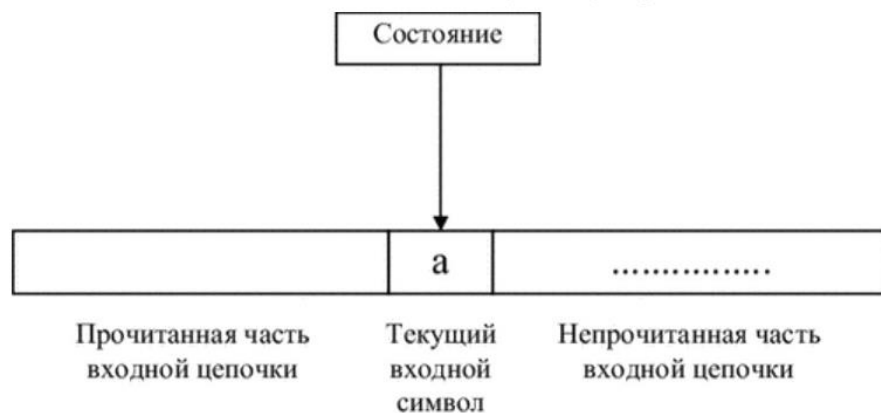 Состояние
а
................
Прочитанная часть
входной цепочки
Текущий
входной
символ
Непрочитанная часть
входной цепочки